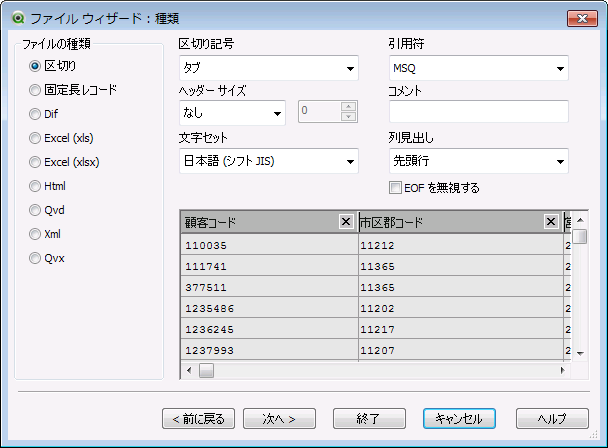 ファイル ウィザード : 種類
ファイルの種類
区切り
固定長レコード
Dif
Excel (xls)
Excel (xlsx)
Html
Qvd
Xml
Qvx
区切り記号
タブ
引用符
MSQ
ヘッダー サイズ
なし
0
コメント
文字セット
日本語 (シフト JIS)
列見出し
先頭行
EOF を無視する
顧客コード 市区郡コード
110035 11212 2
111741 11365 2
377511 11365 2
1235486 11202 2
1236245 11217 2
1237993 11207 2
< 前に戻る 次へ > 終了 キャンセル ヘルプ